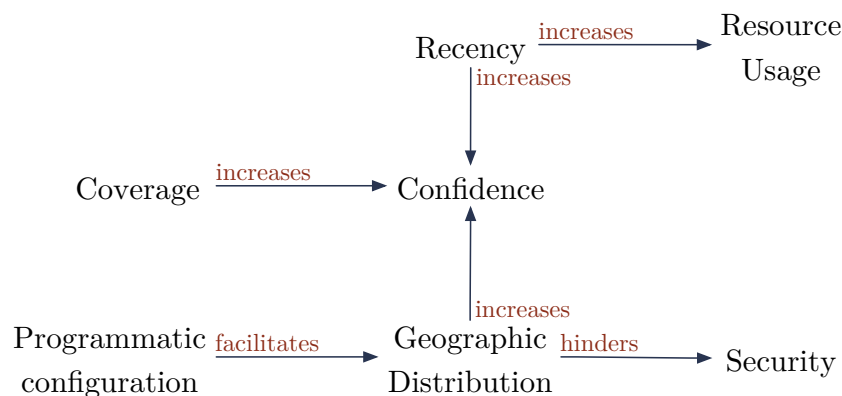 Recency
increases
Resource
Usage
increases
Coverage
increases
Confidence
increases
Programmatic
configuration
facilitates
Geographic
Distribution
hinders
Security